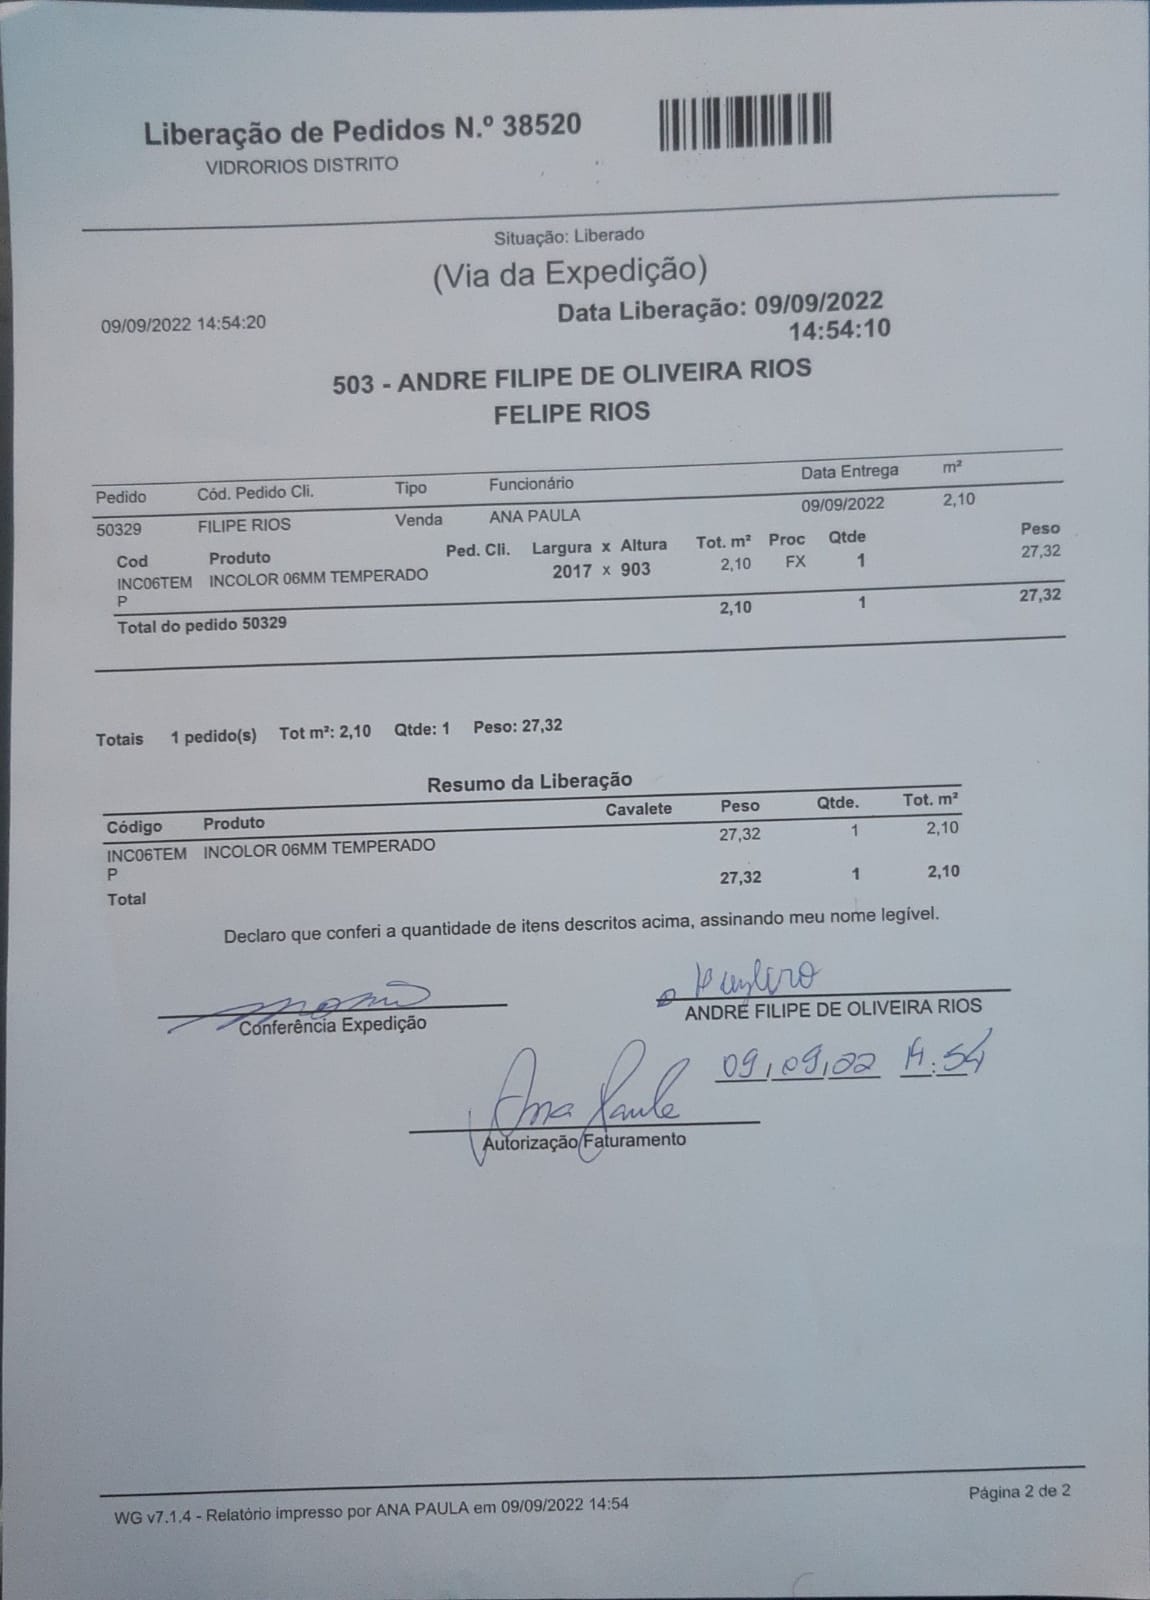 Liberação de Pedidos N.º 38520
VIDRORIOS DISTRITO
Situação: Liberado
(Via da Expedição)
09/09/2022 14:54:20
Data Liberação: 09/09/2022
14:54:10
503 - ANDRE FILIPE DE OLIVEIRA RIOS
FELIPE RIOS
Pedido Cód. Pedido Cli. Tipo Funcionário Data Entrega m²
50329 FILIPE RIOS Venda ANA PAULA 09/09/2022 2,10
Cod Produto Ped. Cli. Largura x Altura Tot. m² Proc Qtde Peso
INC06TEM INCOLOR 06MM TEMPERADO 2017 x 903 2,10 FX 1 27,32
P
Total do pedido 50329 2,10 1 27,32
Totais 1 pedido(s) Tot m²: 2,10 Qtde: 1 Peso: 27,32
Resumo da Liberação
Código Produto Cavalete Peso Qtde. Tot. m²
INC06TEM INCOLOR 06MM TEMPERADO 27,32 1 2,10
P
Total 27,32 1 2,10
Declaro que conferi a quantidade de itens descritos acima, assinando meu nome legível.
Conferência Expedição
ANDRE FILIPE DE OLIVEIRA RIOS
09,09,22 14:54
Ana Paula
Autorização/Faturamento
WG v7.1.4 - Relatório impresso por ANA PAULA em 09/09/2022 14:54
Página 2 de 2